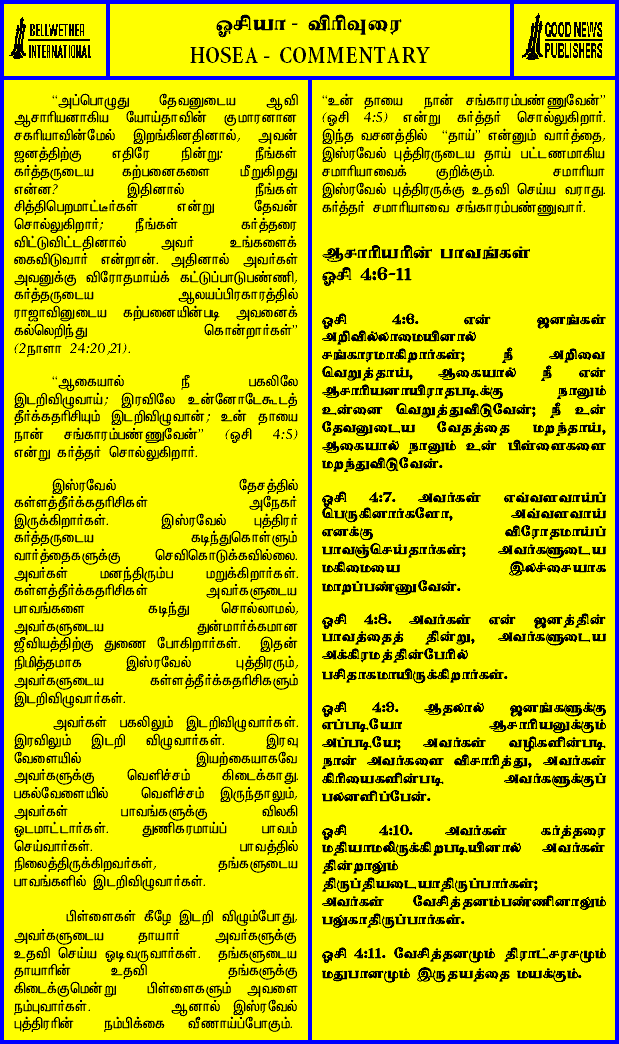 BELLWETHER
INTERNATIONAL
ஓசியா - விரிவுரை
HOSEA - COMMENTARY
GOOD NEWS
PUBLISHERS
“அப்பொழுது தேவனுடைய ஆவி
ஆசாரியனாகிய யோய்தாவின் குமாரனான
சகரியாவின்மேல் இறங்கினதினால், அவன்
ஜனத்திற்கு எதிரே நின்று: நீங்கள்
கர்த்தருடைய கற்பனைகளை மீறுகிறது
என்ன? இதினால் நீங்கள்
சித்திபெறமாட்டீர்கள் என்று தேவன்
சொல்லுகிறார்; நீங்கள் கர்த்தரை
விட்டுவிட்டதினால் அவர் உங்களைக்
கைவிடுவார் என்றான். அதினால் அவர்கள்
அவனுக்கு விரோதமாய்க் கட்டுப்பாடுபண்ணி,
கர்த்தருடைய ஆலயப்பிரகாரத்தில்
ராஜாவினுடைய கற்பனையின்படி அவனைக்
கல்லெறிந்து கொன்றார்கள்”
(2நாளா 24:20,21).
“ஆகையால் நீ பகலிலே
இடறிவிழுவாய்; இரவிலே உன்னோடேகூடத்
தீர்க்கதரிசியும் இடறிவிழுவான்; உன் தாயை
நான் சங்காரம்பண்ணுவேன்” (ஓசி 4:5)
என்று கர்த்தர் சொல்லுகிறார்.
இஸ்ரவேல் தேசத்தில்
கள்ளத்தீர்க்கதரிசிகள் அநேகர்
இருக்கிறார்கள். இஸ்ரவேல் புத்திரர்
கர்த்தருடைய கடிந்துகொள்ளும்
வார்த்தைகளுக்கு செவிகொடுக்கவில்லை.
அவர்கள் மனந்திரும்ப மறுக்கிறார்கள்.
கள்ளத்தீர்க்கதரிசிகள் அவர்களுடைய
பாவங்களை கடிந்து சொல்லாமல்,
அவர்களுடைய துன்மார்க்கமான
ஜீவியத்திற்கு துணை போகிறார்கள். இதன்
நிமித்தமாக இஸ்ரவேல் புத்திரரும்,
அவர்களுடைய கள்ளத்தீர்க்கதரிசிகளும்
இடறிவிழுவார்கள்.
அவர்கள் பகலிலும் இடறிவிழுவார்கள்.
இரவிலும் இடறி விழுவார்கள். இரவு
வேளையில் இயற்கையாகவே
அவர்களுக்கு வெளிச்சம் கிடைக்காது.
பகல்வேளையில் வெளிச்சம் இருந்தாலும்,
அவர்கள் பாவங்களுக்கு விலகி
ஓடமாட்டார்கள். துணிகரமாய்ப் பாவம்
செய்வார்கள். பாவத்தில்
நிலைத்திருக்கிறவர்கள், தங்களுடைய
பாவங்களில் இடறிவிழுவார்கள்.
பிள்ளைகள் கீழே இடறி விழும்போது,
அவர்களுடைய தாயார் அவர்களுக்கு
உதவி செய்ய ஓடிவருவார்கள். தங்களுடைய
தாயாரின் உதவி தங்களுக்கு
கிடைக்குமென்று பிள்ளைகளும் அவளை
நம்புவார்கள். ஆனால் இஸ்ரவேல்
புத்திரரின் நம்பிக்கை வீணாய்ப்போகும்.
“உன் தாயை நான் சங்காரம்பண்ணுவேன்”
(ஓசி 4:5) என்று கர்த்தர் சொல்லுகிறார்.
இந்த வசனத்தில் “தாய்” என்னும் வார்த்தை,
இஸ்ரவேல் புத்திரருடைய தாய் பட்டணமாகிய
சமாரியாவைக் குறிக்கும். சமாரியா
இஸ்ரவேல் புத்திரருக்கு உதவி செய்ய வராது.
கர்த்தர் சமாரியாவை சங்காரம்பண்ணுவார்.
ஆசாரியரின் பாவங்கள்
ஓசி 4:6-11
ஓசி 4:6. என் ஜனங்கள்
அறிவில்லாமையினால்
சங்காரமாகிறார்கள்; நீ அறிவை
வெறுத்தாய், ஆகையால் நீ என்
ஆசாரியனாயிராதபடிக்கு நானும்
உன்னை வெறுத்துவிடுவேன்; நீ உன்
தேவனுடைய வேதத்தை மறந்தாய்,
ஆகையால் நானும் உன் பிள்ளைகளை
மறந்துவிடுவேன்.
ஓசி 4:7. அவர்கள் எவ்வளவாய்ப்
பெருகினார்களோ, அவ்வளவாய்
எனக்கு விரோதமாய்ப்
பாவஞ்செய்தார்கள்; அவர்களுடைய
மகிமையை இலச்சையாக
மாறப்பண்ணுவேன்.
ஓசி 4:8. அவர்கள் என் ஜனத்தின்
பாவத்தைத் தின்று, அவர்களுடைய
அக்கிரமத்தின்பேரில்
பசிதாகமாயிருக்கிறார்கள்.
ஓசி 4:9. ஆதலால் ஜனங்களுக்கு
எப்படியோ ஆசாரியனுக்கும்
அப்படியே; அவர்கள் வழிகளின்படி
நான் அவர்களை விசாரித்து, அவர்கள்
கிரியைகளின்படி அவர்களுக்குப்
பலனளிப்பேன்.
ஓசி 4:10. அவர்கள் கர்த்தரை
மதியாமலிருக்கிறபடியினால் அவர்கள்
தின்றாலும்
திருப்தியடையாதிருப்பார்கள்;
அவர்கள் வேசித்தனம்பண்ணினாலும்
பலுகாதிருப்பார்கள்.
ஓசி 4:11. வேசித்தனமும் திராட்சரசமும்
மதுபானமும் இருதயத்தை மயக்கும்.